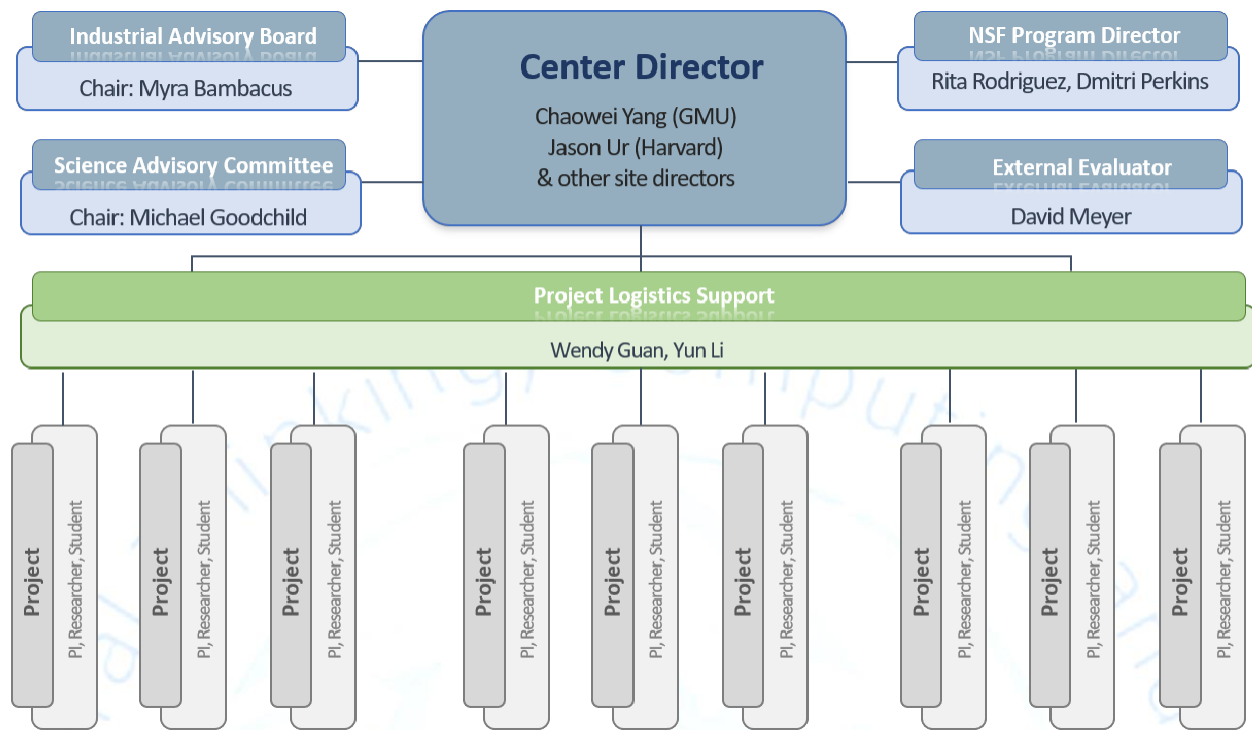 Industrial Advisory Board
Chair: Myra Bambacus
Center Director
Chaowei Yang (GMU)
Jason Ur (Harvard)
& other site directors
NSF Program Director
Rita Rodriguez, Dmitri Perkins
Science Advisory Committee
Chair: Michael Goodchild
External Evaluator
David Meyer
Project Logistics Support
Wendy Guan, Yun Li
Project
PI, Researcher, Student
Project
PI, Researcher, Student
Project
PI, Researcher, Student
Project
PI, Researcher, Student
Project
PI, Researcher, Student
Project
PI, Researcher, Student
Project
PI, Researcher, Student
Project
PI, Researcher, Student
Project
PI, Researcher, Student